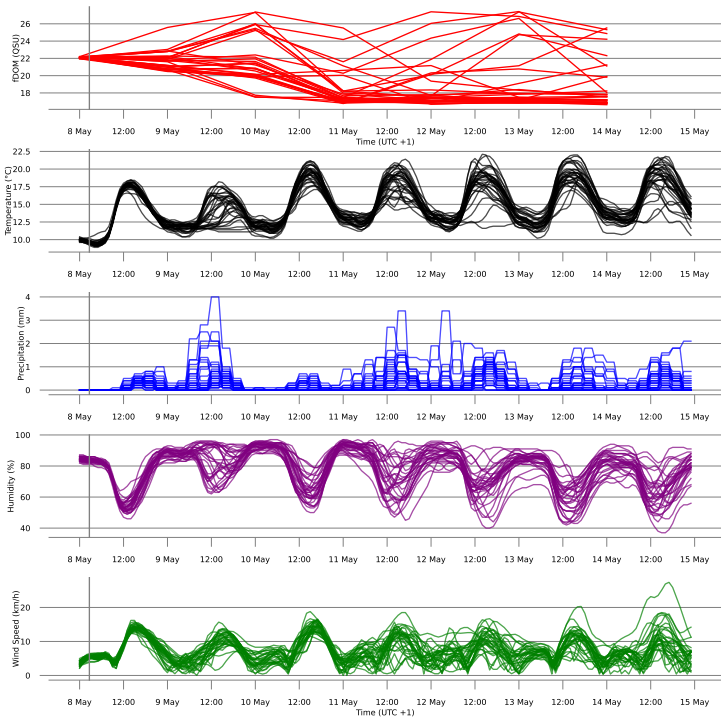 fDOM (QSU)
26
24
22
20
18
8 May 12:00 9 May 12:00 10 May 12:00 11 May 12:00 12 May 12:00 13 May 12:00 14 May 12:00 15 May
Time (UTC +1)
Temperature (°C)
22.5
20.0
17.5
15.0
12.5
10.0
8 May 12:00 9 May 12:00 10 May 12:00 11 May 12:00 12 May 12:00 13 May 12:00 14 May 12:00 15 May
Precipitation (mm)
4
3
2
1
0
8 May 12:00 9 May 12:00 10 May 12:00 11 May 12:00 12 May 12:00 13 May 12:00 14 May 12:00 15 May
Humidity (%)
100
80
60
40
8 May 12:00 9 May 12:00 10 May 12:00 11 May 12:00 12 May 12:00 13 May 12:00 14 May 12:00 15 May
Wind Speed (km/h)
20
10
0
8 May 12:00 9 May 12:00 10 May 12:00 11 May 12:00 12 May 12:00 13 May 12:00 14 May 12:00 15 May
Time (UTC +1)